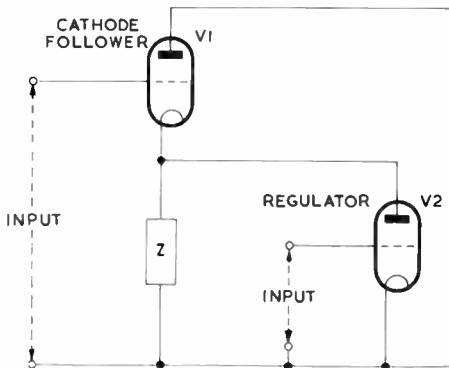 CATHODE
FOLLOWER
V1
INPUT
REGULATOR
V2
Z
INPUT